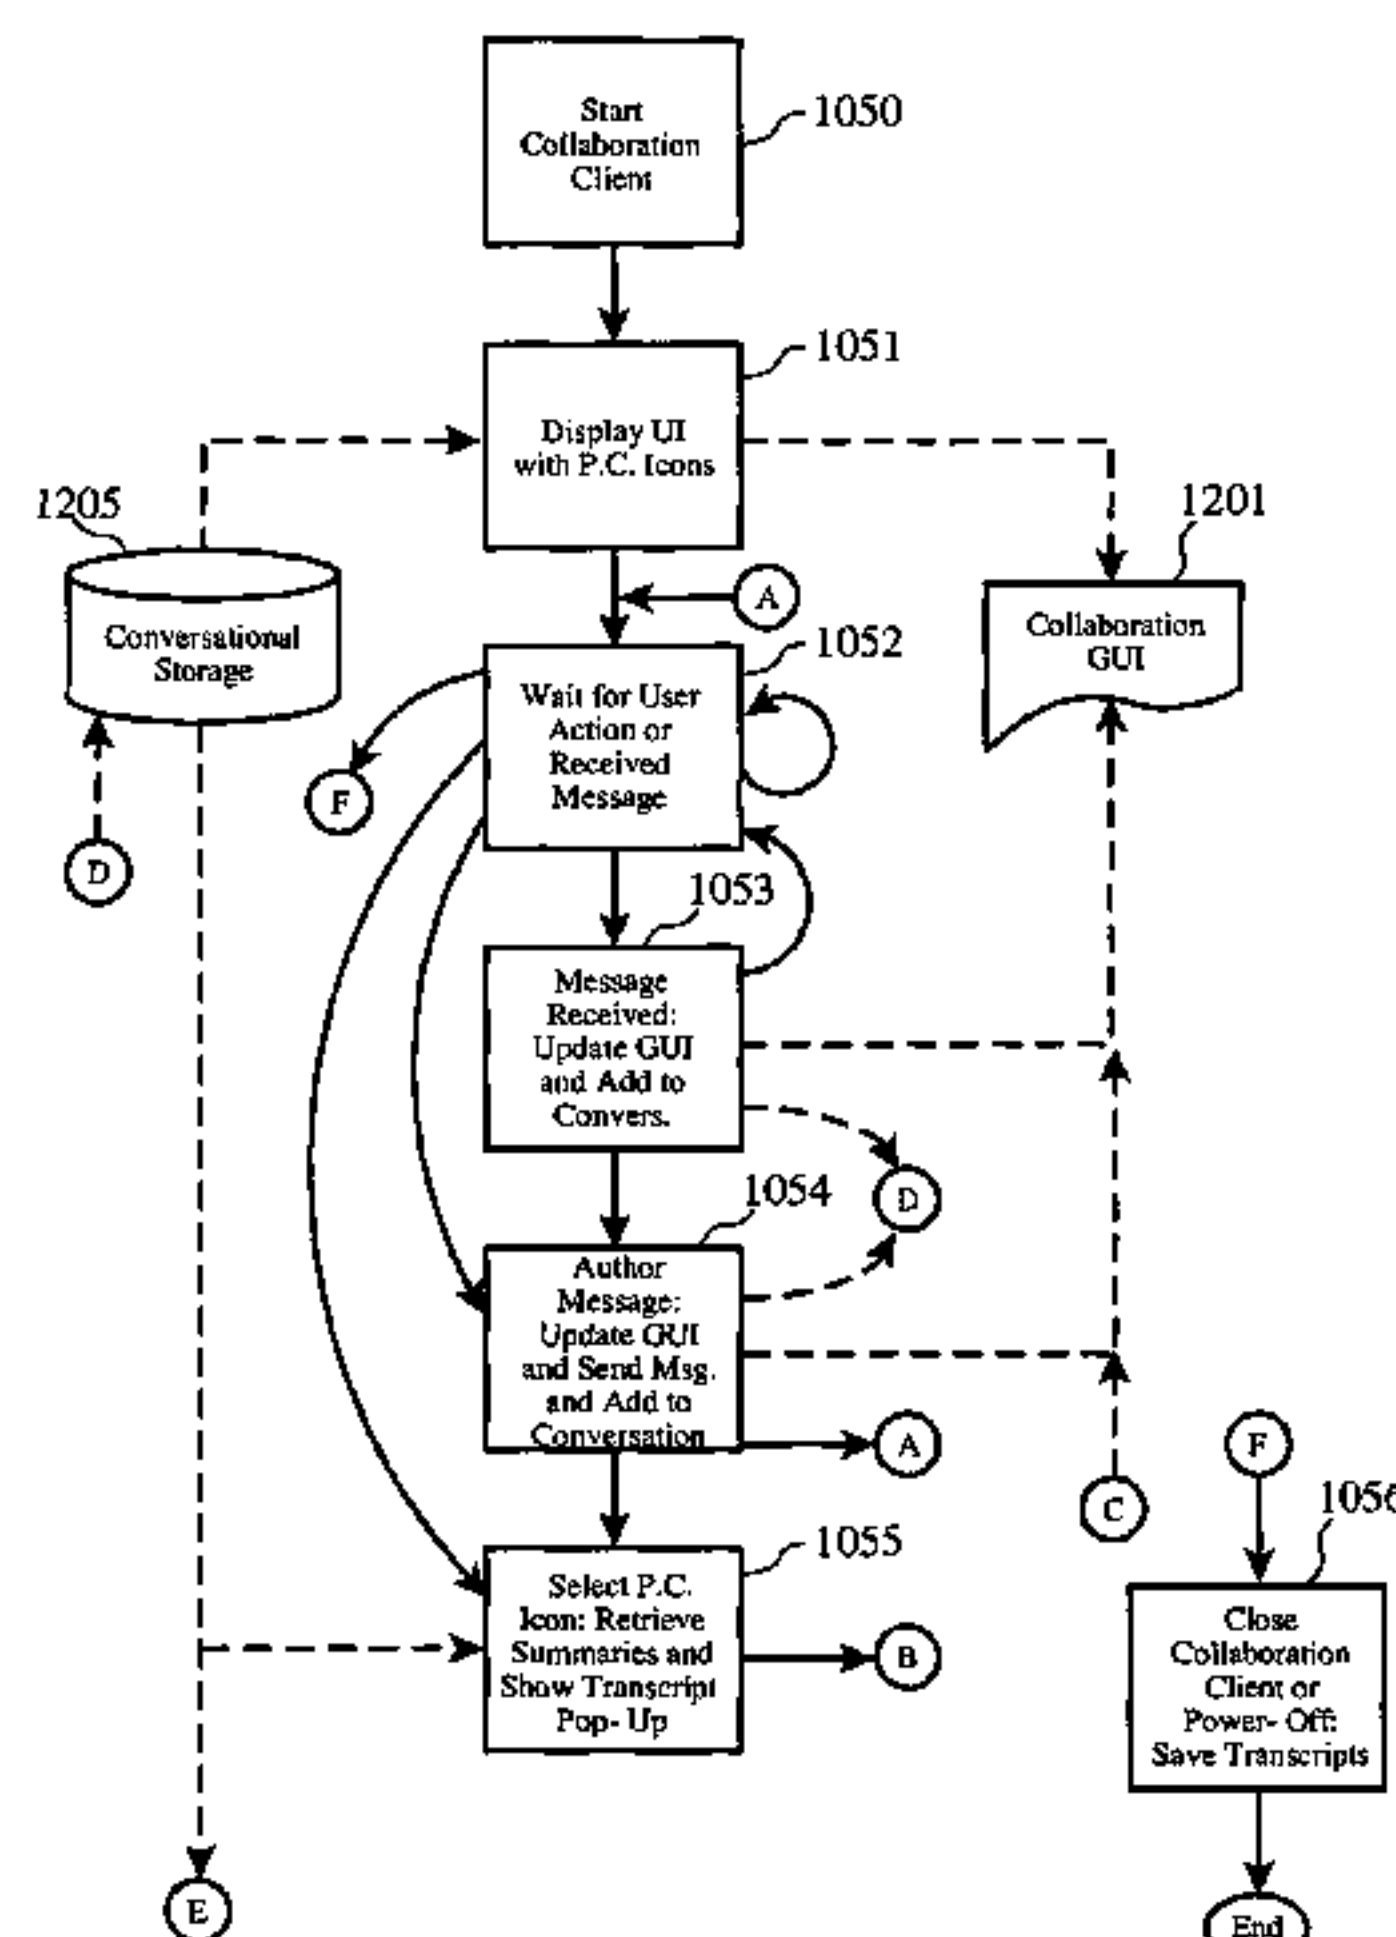 Start
Collaboration
Client
1050
1051
Display UI
with P.C. Icons
1205
1201
Conversational
Storage
A
Collaboration
GUI
1052
Wait for User
Action or
Received
Message
F
D
1053
Message
Received:
Update GUI
and Add to
Convers.
D
1054
Author
Message:
Update GUI
and Send Msg.
and Add to
Conversation
A
F
C
1056
1055
Select P.C.
Icon: Retrieve
Summaries and
Show Transcript
Pop- Up
B
Close
Collaboration
Client or
Power- Off:
Save Transcripts
E
End